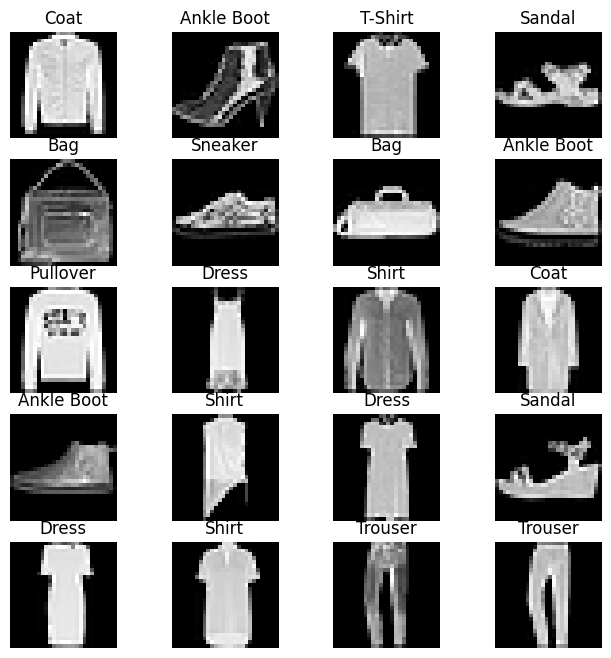 Coat Ankle Boot T-Shirt Sandal
Bag Sneaker Bag Ankle Boot
Pullover Dress Shirt Coat
Ankle Boot Shirt Dress Sandal
Dress Shirt Trouser Trouser